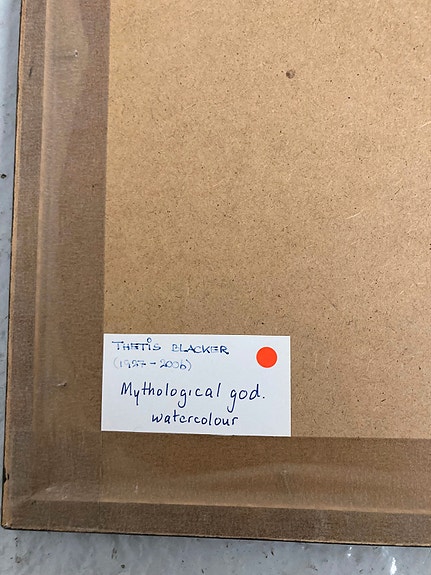 THETIS BLACKER
(1927 - 2006)
Mythological god.
watercolour